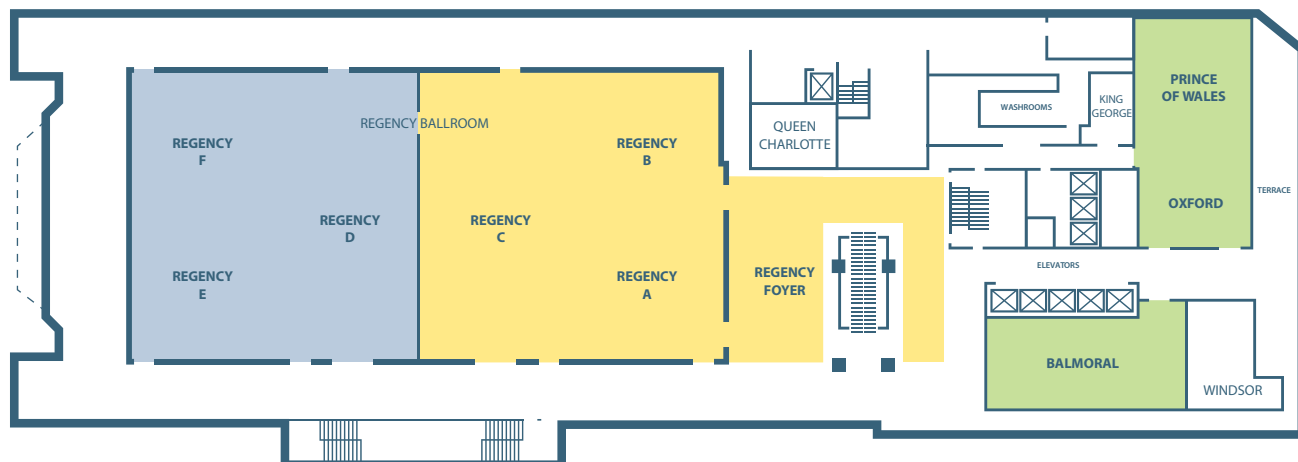 REGENCY BALLROOM
REGENCY
F
REGENCY
D
REGENCY
E
REGENCY
C
REGENCY
B
REGENCY
A
REGENCY
FOYER
QUEEN
CHARLOTTE
WASHROOMS
KING
GEORGE
PRINCE
OF WALES
OXFORD
TERRACE
ELEVATORS
BALMORAL
WINDSOR